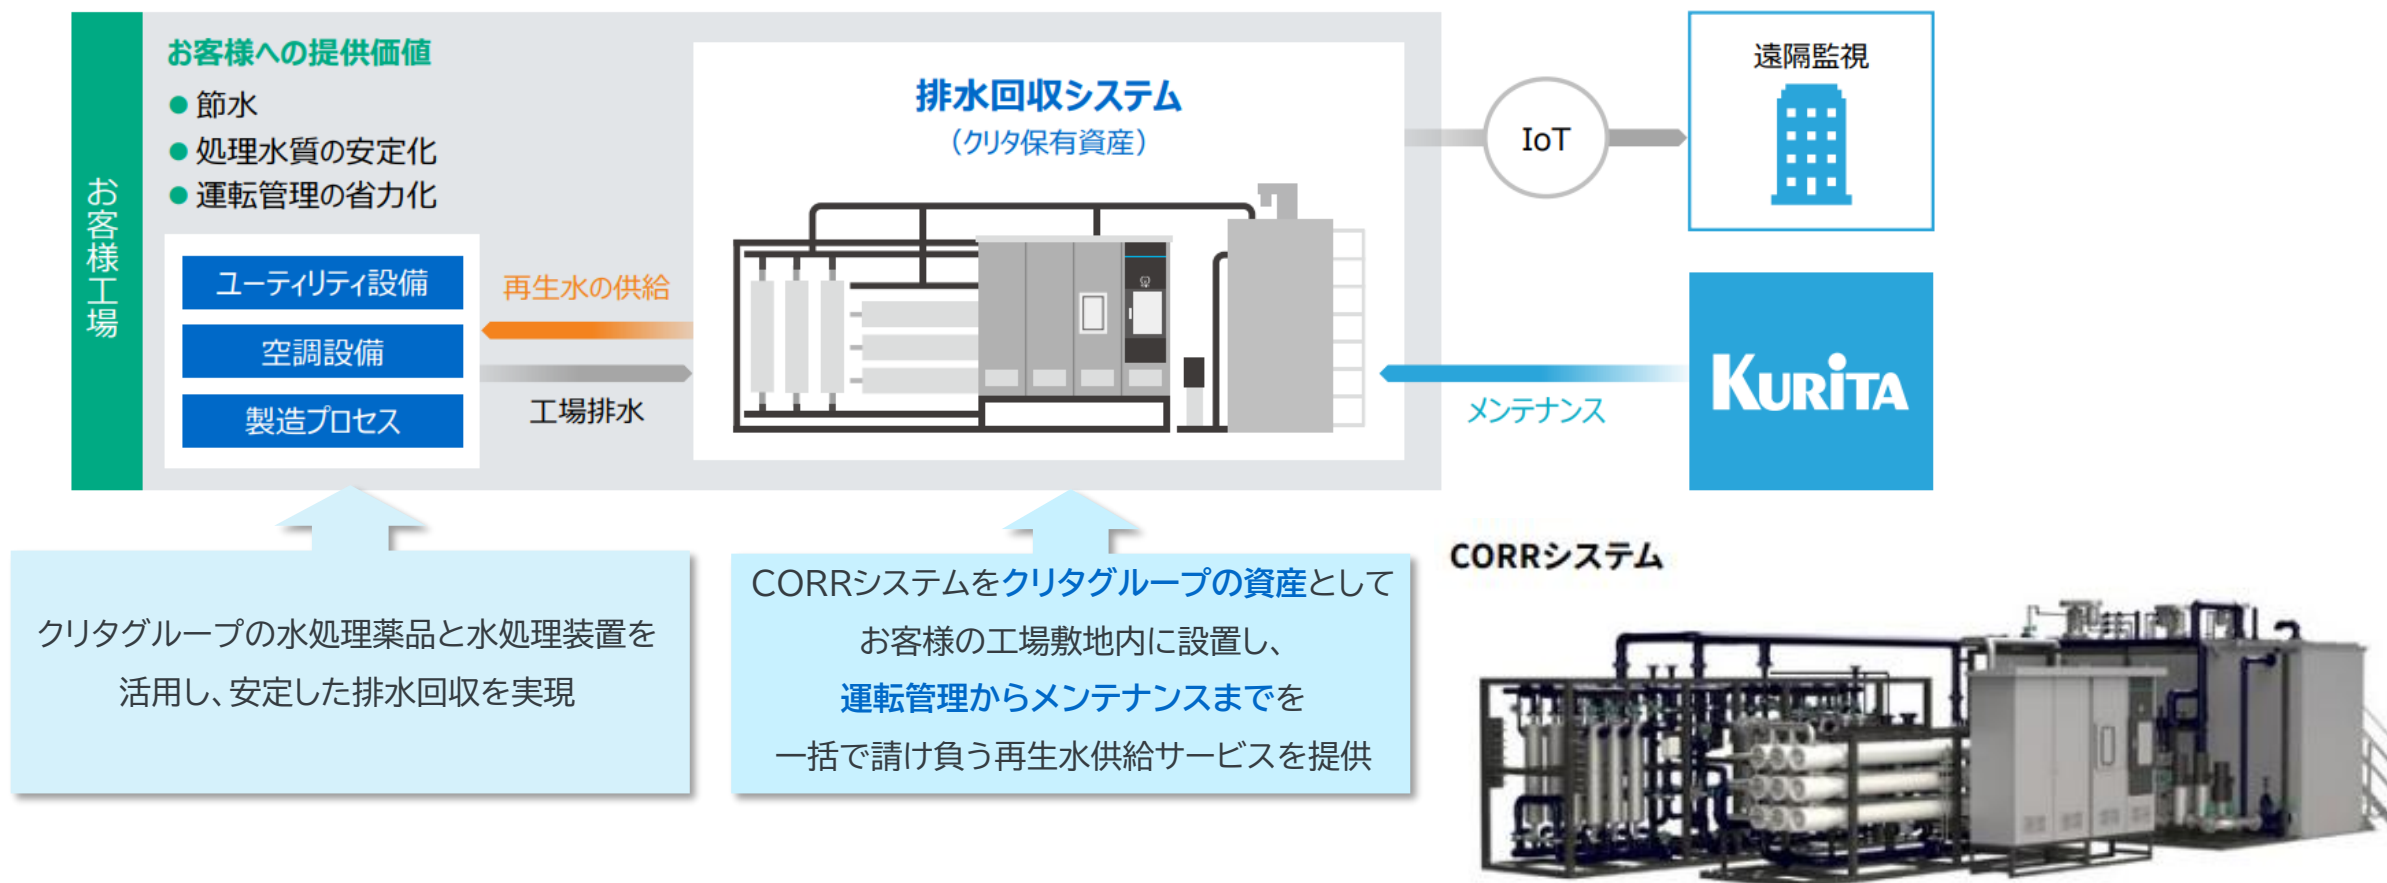 お客様工場
お客様への提供価値
● 節水
● 処理水質の安定化
● 運転管理の省力化
ユーティリティ設備
空調設備
製造プロセス
再生水の供給
工場排水
排水回収システム
（クリタ保有資産）
IoT
遠隔監視
メンテナンス
KURITA
クリタグループの水処理薬品と水処理装置を
活用し、安定した排水回収を実現
CORRシステムをクリタグループの資産として
お客様の工場敷地内に設置し、
運転管理からメンテナンスまでを
一括で請け負う再生水供給サービスを提供
CORRシステム